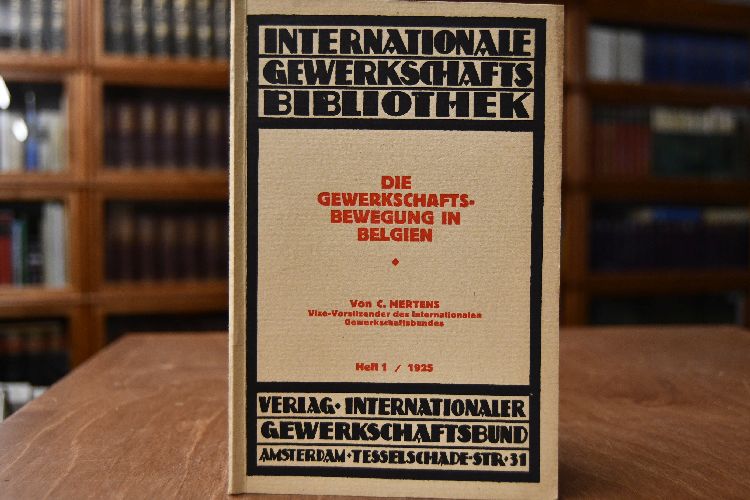 INTERNATIONALE
GEWERKSCHAFTS
BIBLIOTHEK
DIE
GEWERKSCHAFTS-
BEWEGUNG IN
BELGIEN
Von C. MERTENS
Vize-Vorsitzender des Internationalen
Gewerkschaftsbundes
Heft 1 / 1925
VERLAG · INTERNATIONALER
GEWERKSCHAFTSBUND
AMSTERDAM · TESSELSCHADE-STR · 31